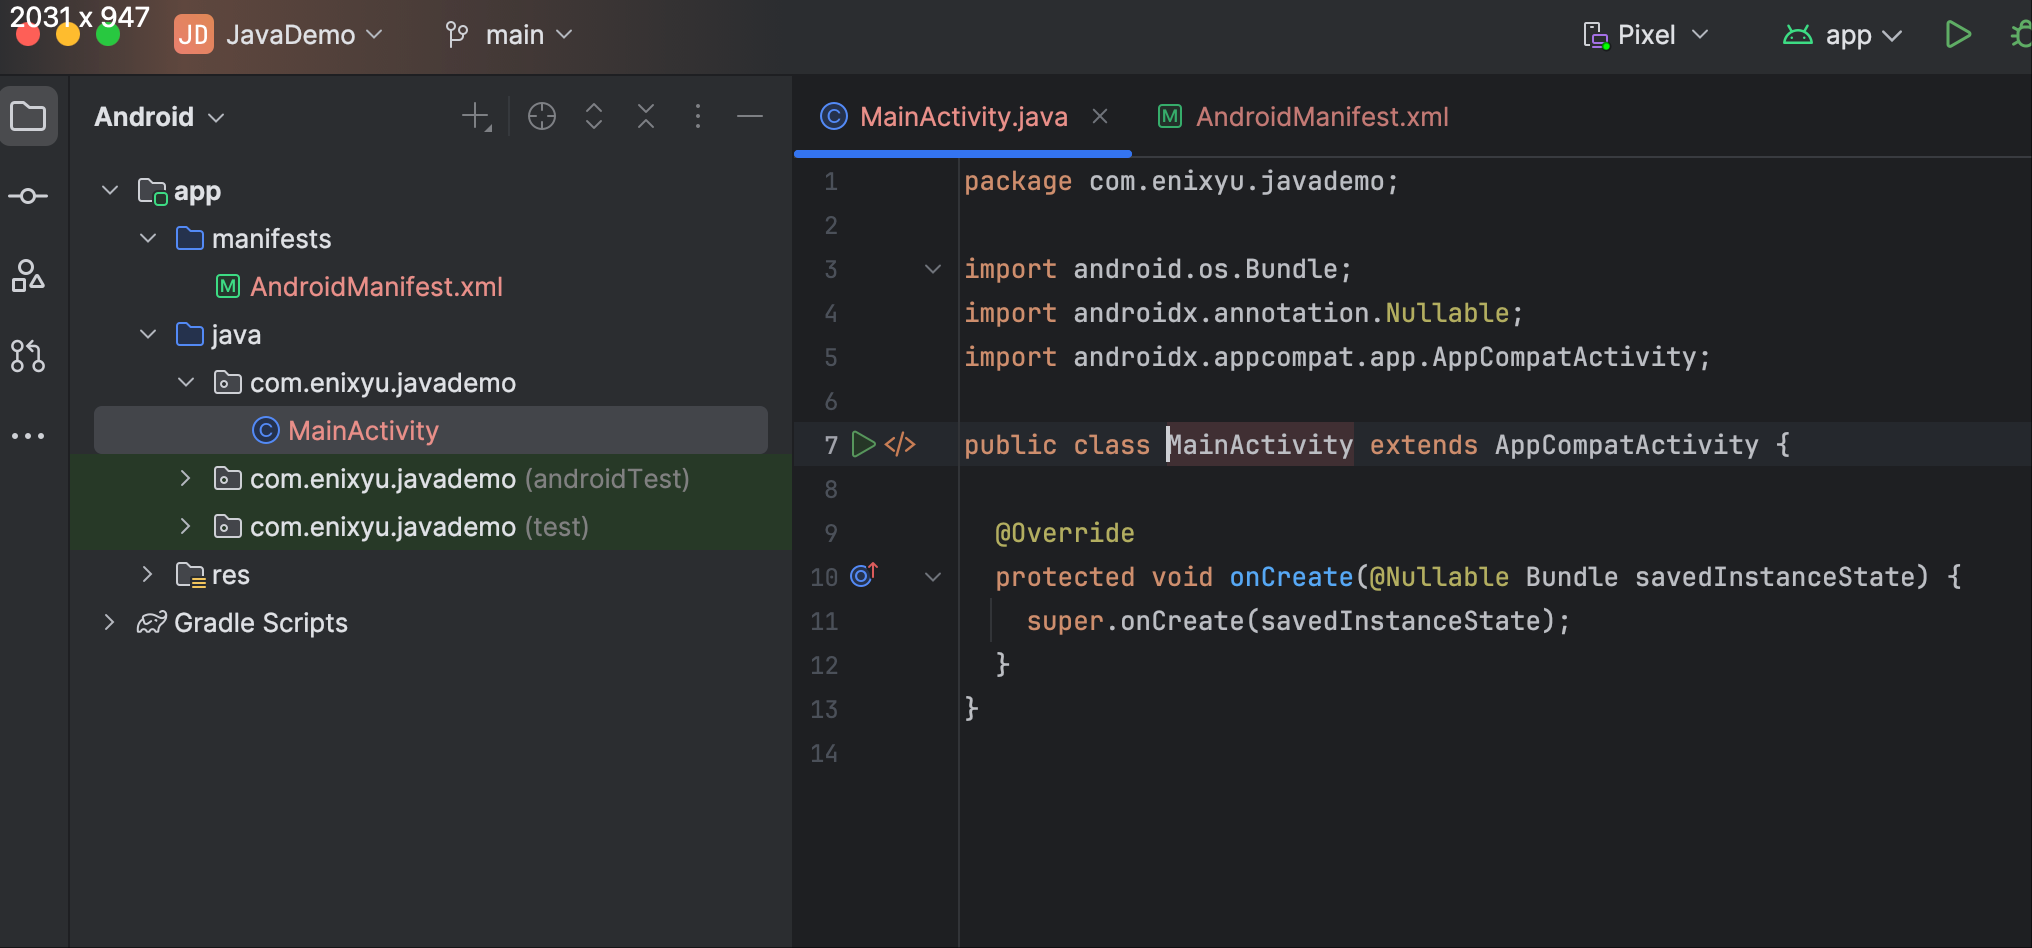 2031 x 947
JD JavaDemo main Pixel app
Android
app
manifests
M AndroidManifest.xml
java
com.enixyu.javademo
C MainActivity
com.enixyu.javademo (androidTest)
com.enixyu.javademo (test)
res
Gradle Scripts
C MainActivity.java M AndroidManifest.xml
1 package com.enixyu.javademo;
2
3 import android.os.Bundle;
4 import androidx.annotation.Nullable;
5 import androidx.appcompat.app.AppCompatActivity;
6
7 </> public class MainActivity extends AppCompatActivity {
8
9 @Override
10 protected void onCreate(@Nullable Bundle savedInstanceState) {
11 super.onCreate(savedInstanceState);
12 }
13 }
14